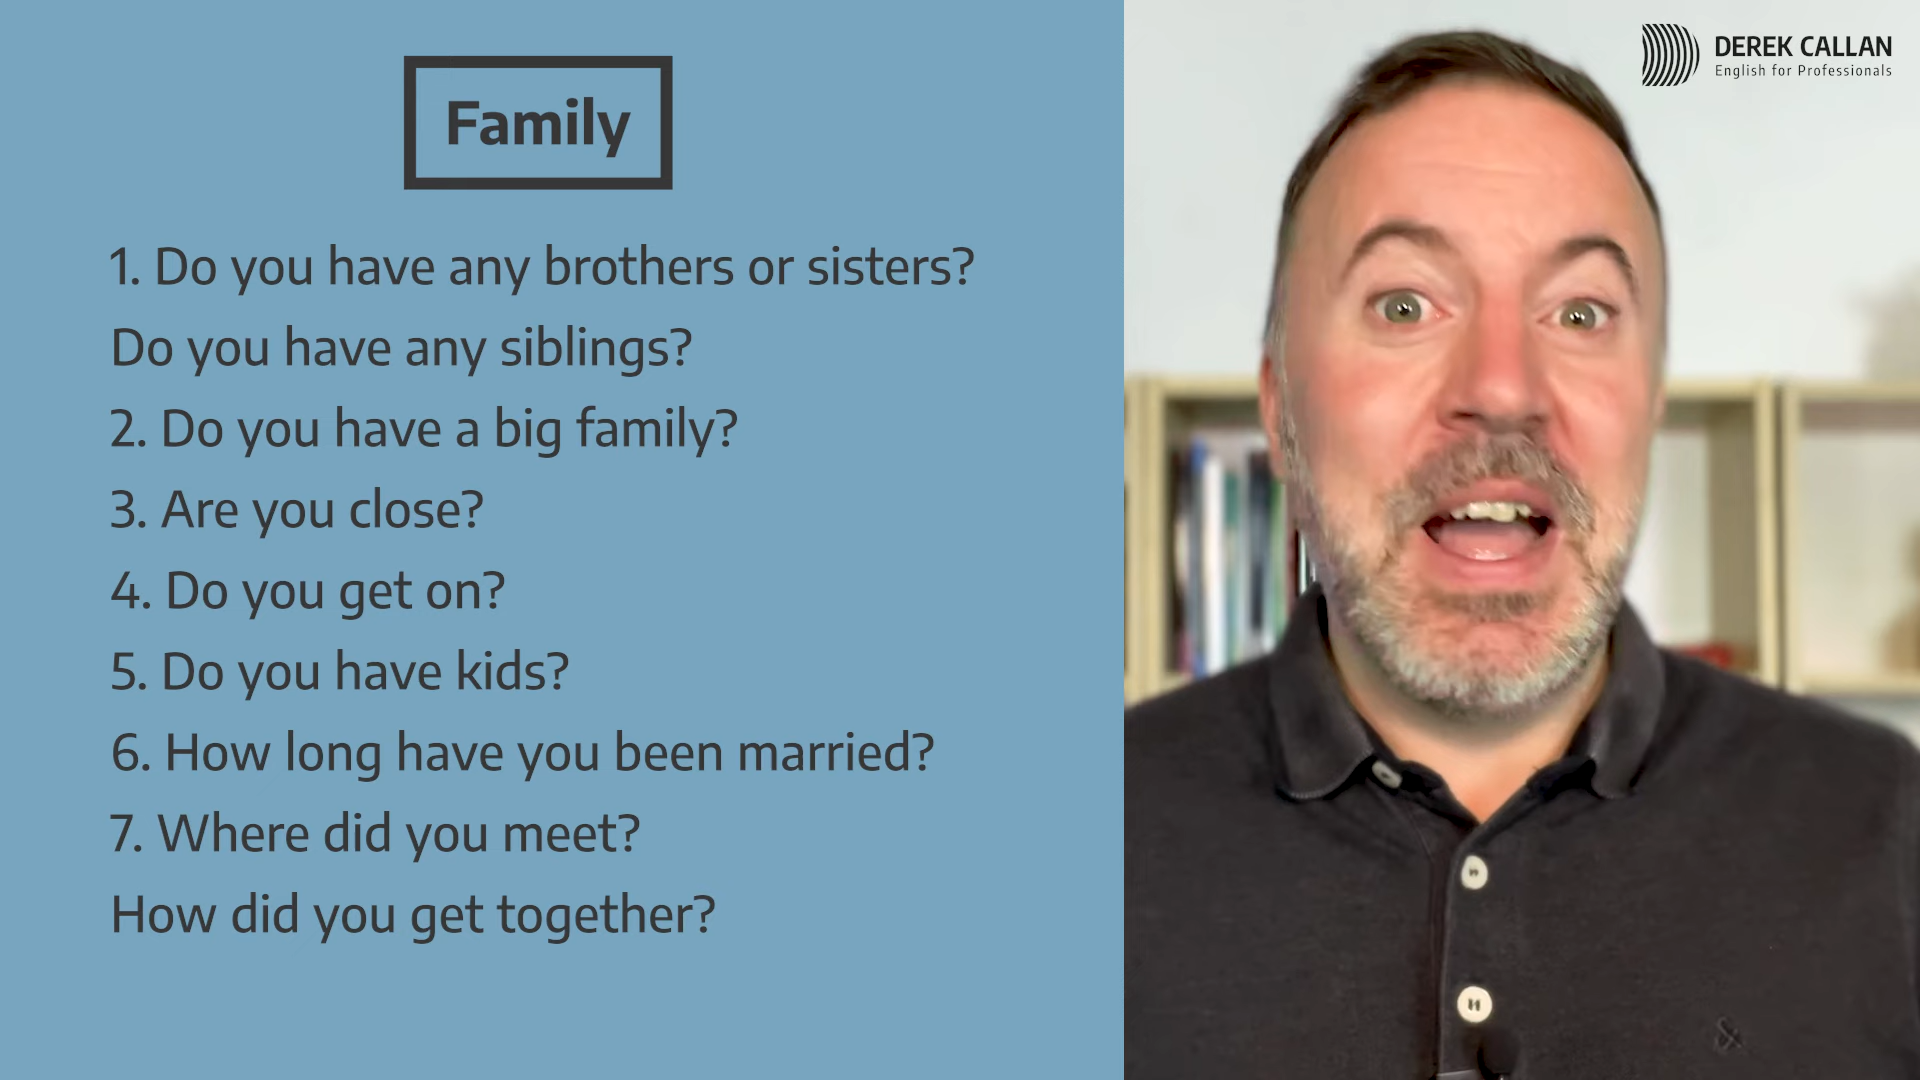 Family
1. Do you have any brothers or sisters?
Do you have any siblings?
2. Do you have a big family?
3. Are you close?
4. Do you get on?
5. Do you have kids?
6. How long have you been married?
7. Where did you meet?
How did you get together?
DEREK CALLAN
English for Professionals